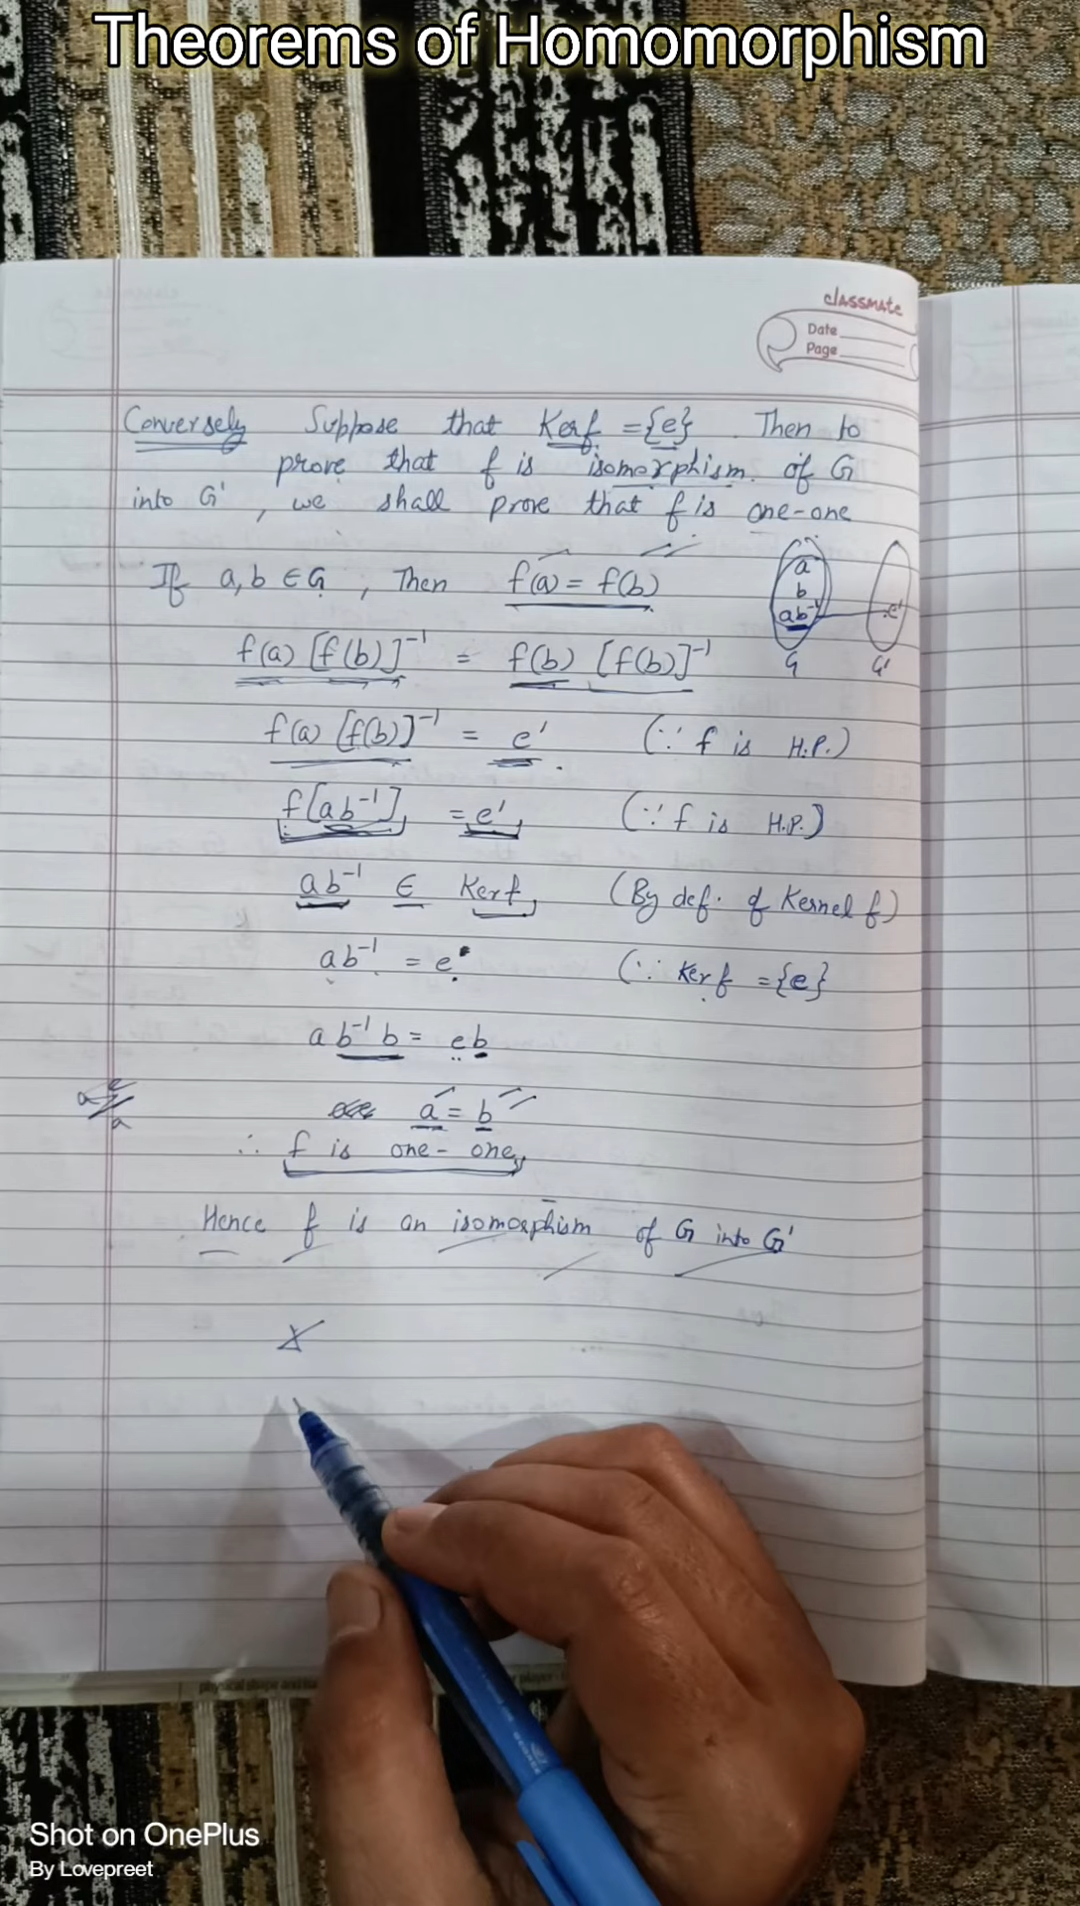 Theorems of Homomorphism
classmate
Date
Page
Conversely Suppose that Kerf = {e} Then to
prove that f is isomorphism of G
into G', we shall prove that f is one-one
If a, b ∈ G, Then f(a) = f(b)
a
b
ab⁻¹ e'
G G'
f(a) [f(b)]⁻¹ = f(b) [f(b)]⁻¹
f(a) [f(b)]⁻¹ = e' (∵ f is H.P.)
f[ab⁻¹] = e' (∵ f is H.P.)
ab⁻¹ ∈ Kerf, (By def. of Kernel f)
ab⁻¹ = e (∵ Kerf = {e}
ab⁻¹b = eb
a = b
∴ f is one-one,
Hence f is an isomorphism of G into G'
Shot on OnePlus
By Lovepreet